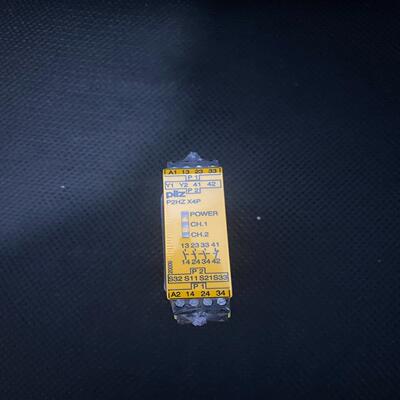 A1 13 23 33
P 1
Y1 Y2 41 42
P 2
pilz
P2HZ X4P
POWER
CH.1
CH.2
13 23 33 41
14 24 34 42
P 2
S32 S11 S21 S33
P 1
A2 14 24 34